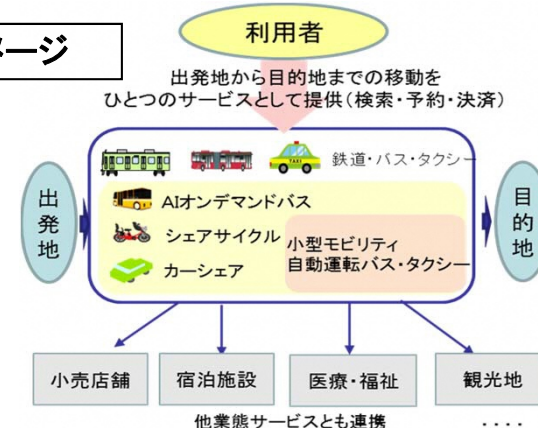 ージ
利用者
出発地から目的地までの移動を
ひとつのサービスとして提供(検索・予約・決済)
TAXI
鉄道・バス・タクシー
出発地
目的地
AIオンデマンドバス
シェアサイクル
カーシェア
小型モビリティ
自動運転バス・タクシー
小売店舗
宿泊施設
医療・福祉
観光地
他業態サービスとも連携
・・・・